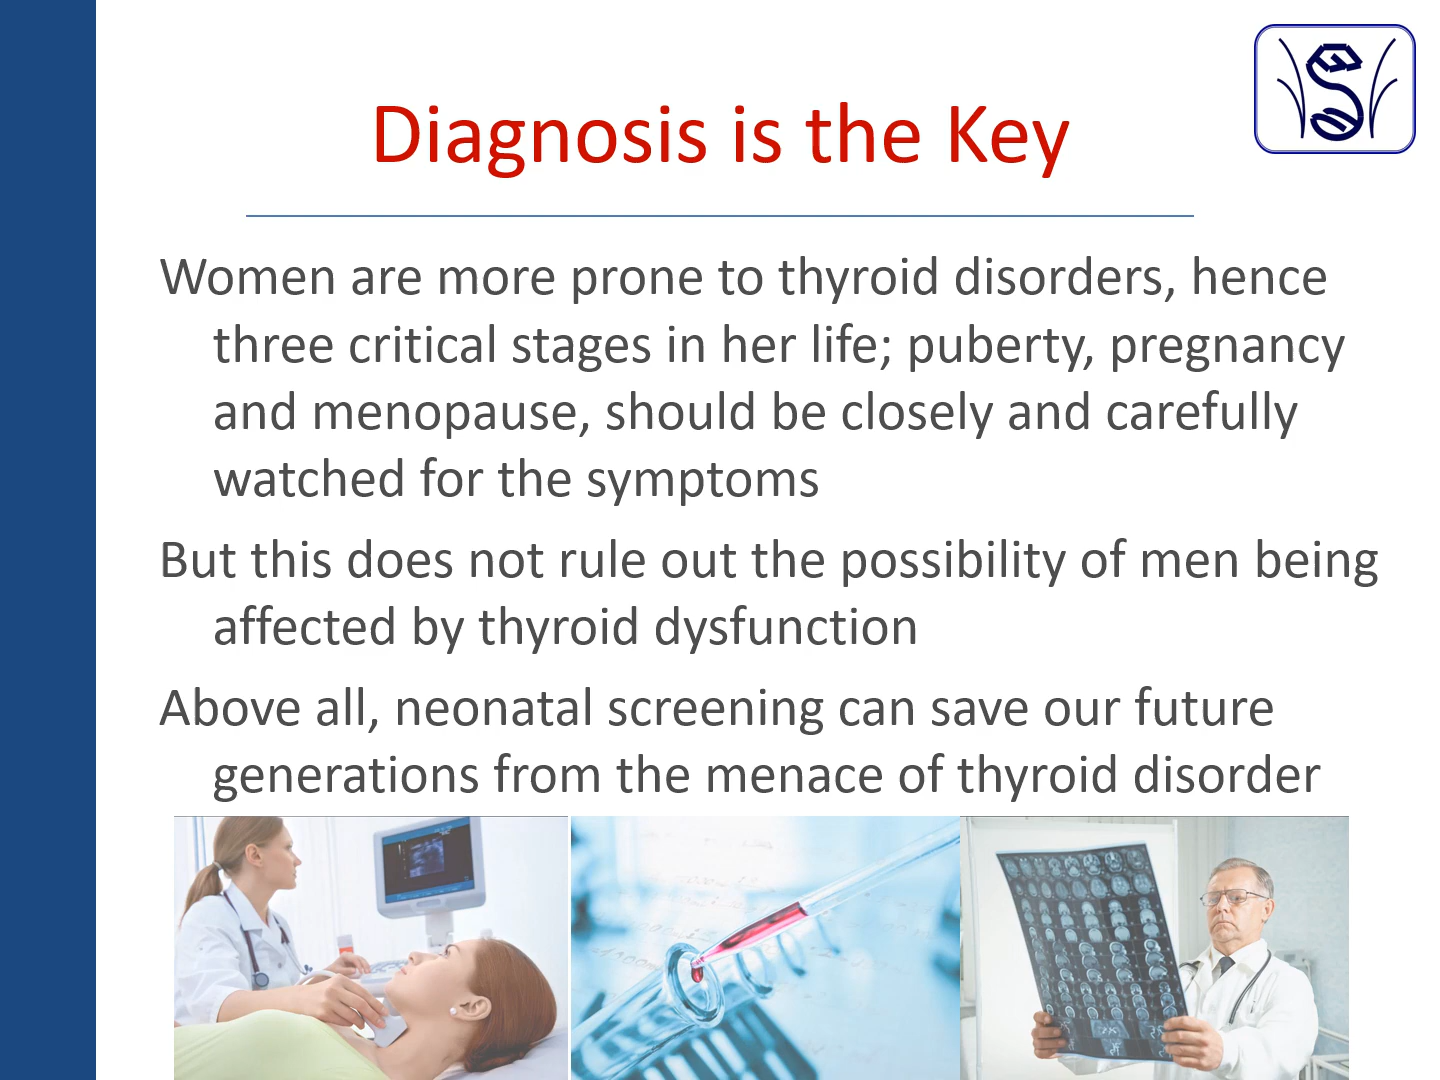 Diagnosis is the Key
Women are more prone to thyroid disorders, hence
three critical stages in her life; puberty, pregnancy
and menopause, should be closely and carefully
watched for the symptoms
But this does not rule out the possibility of men being
affected by thyroid dysfunction
Above all, neonatal screening can save our future
generations from the menace of thyroid disorder